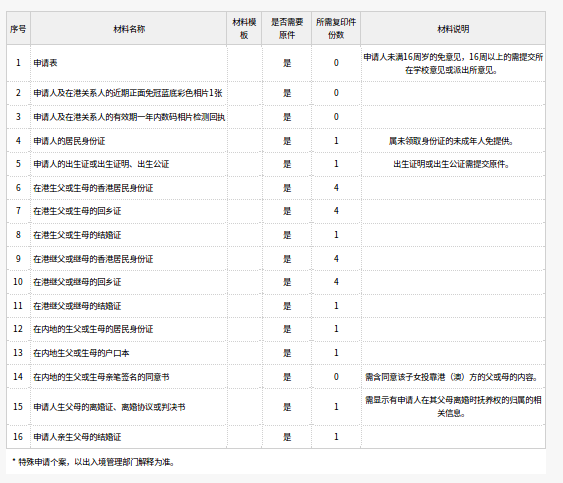 序号 材料名称 材料模板 是否需要原件 所需复印件份数 材料说明
1 申请表 是 0 申请人未满16周岁的免意见，16周以上的需提交所在学校意见或派出所意见。
2 申请人及在港关系人的近期正面免冠蓝底彩色相片1张 是 0
3 申请人及在港关系人的有效期一年内数码相片检测回执 是 0
4 申请人的居民身份证 是 1 属未领取身份证的未成年人免提供。
5 申请人的出生证或出生证明、出生公证 是 1 出生证明或出生公证需提交原件。
6 在港生父或生母的香港居民身份证 是 4
7 在港生父或生母的回乡证 是 4
8 在港生父或生母的结婚证 是 1
9 在港继父或继母的香港居民身份证 是 4
10 在港继父或继母的回乡证 是 4
11 在港继父或继母的结婚证 是 1
12 在内地的生父或生母的居民身份证 是 1
13 在内地生父或生母的户口本 是 1
14 在内地的生父或生母亲笔签名的同意书 是 0 需含同意该子女投靠港（澳）方的父或母的内容。
15 申请人生父母的离婚证、离婚协议或判决书 是 1 需显示有申请人在其父母离婚时抚养权的归属的相关信息。
16 申请人亲生父母的结婚证 是 1
* 特殊申请个案，以出入境管理部门解释为准。